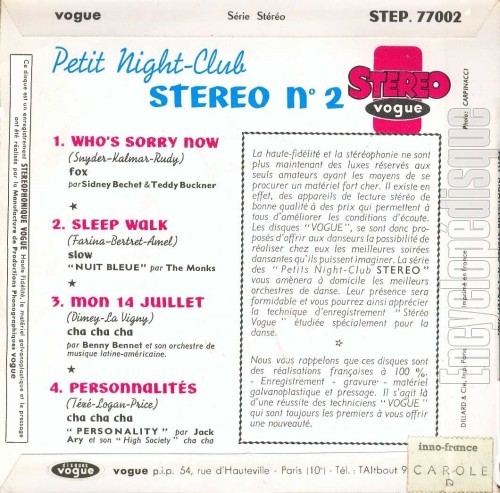 vogue
Série Stéréo
STEP. 77002
Petit Night-Club
STEREO nº 2
STEREO
vogue
Photo: CARPINACCI
Ce disque est un enregistrement STEREOPHONIQUE VOGUE Haute Fidélité, le matériel galvanoplastique et le pressage
ont été réalisés par la Manufacture de Productions Phonographiques VOGUE
1. WHO'S SORRY NOW
(Snyder-Kalmar-Rudy)
fox
par Sidney Bechet & Teddy Buckner
★
2. SLEEP WALK
(Farina-Bertret-Amel)
slow
"NUIT BLEUE" par The Monks
★
3. MON 14 JUILLET
(Dimey-La Vigny)
cha cha cha
par Benny Bennet et son orchestre de
musique latine-américaine.
★
4. PERSONNALITÉS
(Tézé-Logan-Price)
cha cha cha
"PERSONALITY" par Jack
Ary et son "High Society" cha cha
La haute-fidélité et la stéréophonie ne sont
plus maintenant des luxes réservés aux
seuls amateurs ayant les moyens de se
procurer un matériel fort cher. Il existe en
effet, des appareils de lecture stéréo de
bonne qualité à des prix qui permettent à
tous d'améliorer les conditions d'écoute.
Les disques "VOGUE", se sont donc pro-
posés d'offrir aux danseurs la possibilité de
réaliser chez eux les meilleures soirées
dansantes qu'ils puissent imaginer. La série
des "Petits Night-Club STEREO"
vous amènera à domicile les meilleurs
orchestres de danse. Leur présence sera
formidable et vous pourrez ainsi apprécier
la technique d'enregistrement "Stéréo
Vogue" étudiée spécialement pour la
danse.
★
Nous vous rappelons que ces disques sont
des réalisations françaises à 100 %.
- Enregistrement - gravure - matériel
galvanoplastique et pressage. Il s'agit là
d'une réussite des techniciens "VOGUE"
qui sont toujours les premiers à vous offrir
une nouveauté.
DILLARD & Cie, Imp. Paris
Imprimé en France
Encyclopédisque
DISQUES
vogue
vogue p.i.p. 54, rue d'Hauteville - Paris (10e) - Tél.: TAItbout 9
inno-france
CAROLE